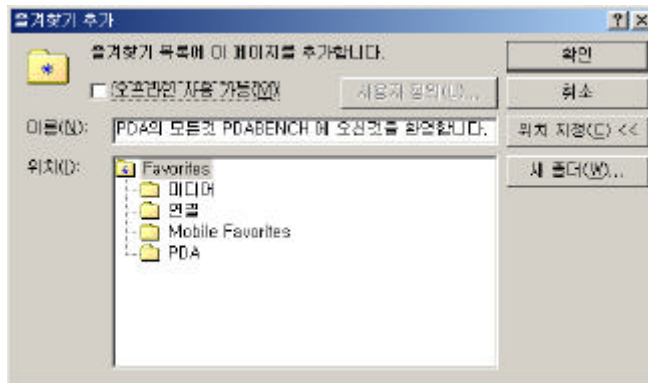 즐겨찾기 추가
즐겨찾기 목록에 이 페이지를 추가합니다.
확인
오프라인 사용 가능(M)
사용자 정의(U)...
취소
이름(N):
PDA의 모든것 PDABENCH 에 오신것을 환영합니다.
위치 지정(C) <<
위치(I):
Favorites
새 폴더(W)...
미디어
연결
Mobile Favorites
PDA